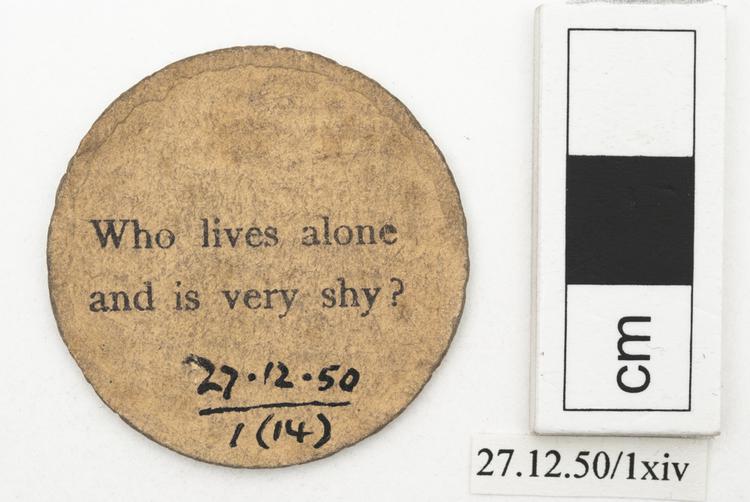 Who lives alone
and is very shy?
27.12.50
1 (14)
cm
27.12.50/1xiv